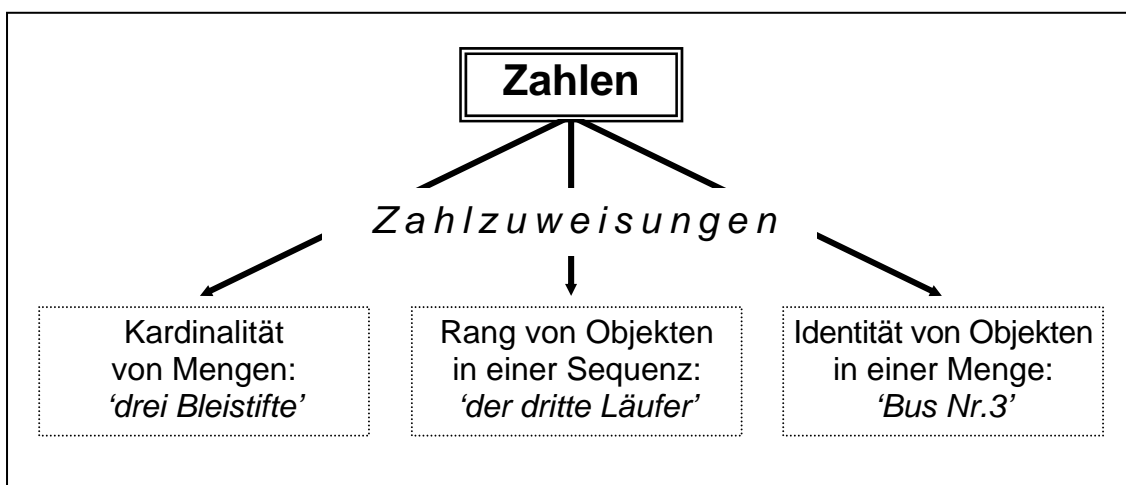 Zahlen
Zahlzuweisungen
Kardinalität
von Mengen:
‘drei Bleistifte’
Rang von Objekten
in einer Sequenz:
‘der dritte Läufer’
Identität von Objekten
in einer Menge:
‘Bus Nr.3’